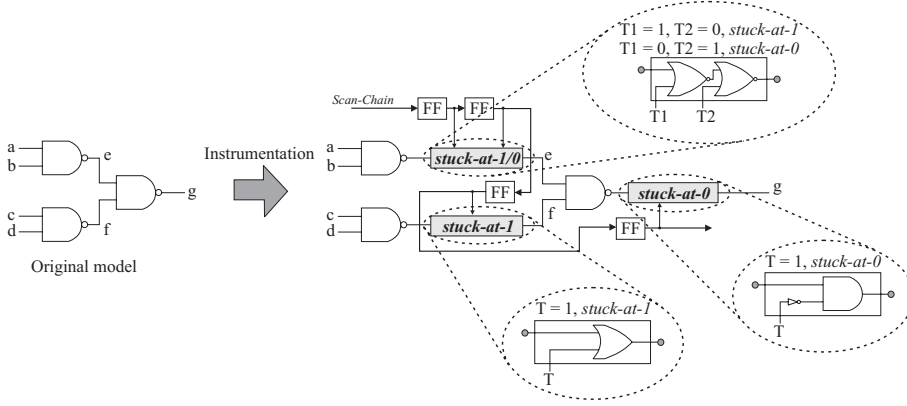 T1 = 1, T2 = 0, stuck-at-1
T1 = 0, T2 = 1, stuck-at-0
T1 T2
Scan-Chain
FF FF
a
b
e
c
d
f
g
Original model
Instrumentation
a
b
stuck-at-1/0
e
FF
c
d
stuck-at-1
f
stuck-at-0
g
FF
T = 1, stuck-at-0
T
T = 1, stuck-at-1
T